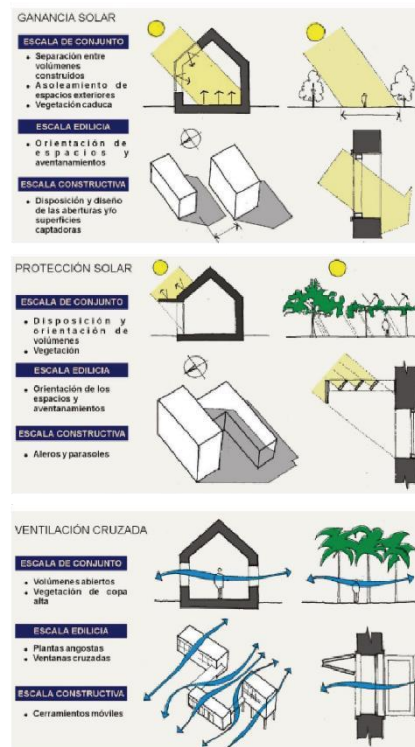 GANANCIA SOLAR
ESCALA DE CONJUNTO
• Separación entre
volúmenes
construidos
• Asoleamiento de
espacios exteriores
• Vegetación caduca
ESCALA EDILICIA
• Orientación de
espacios y
aventanamientos
ESCALA CONSTRUCTIVA
• Disposición y diseño
de las aberturas y/o
superficies
captadoras
PROTECCIÓN SOLAR
ESCALA DE CONJUNTO
• Disposición y
orientación de
volúmenes
• Vegetación
ESCALA EDILICIA
• Orientación de los
espacios y
aventanamientos
ESCALA CONSTRUCTIVA
• Aleros y parasoles
VENTILACIÓN CRUZADA
ESCALA DE CONJUNTO
• Volúmenes abiertos
• Vegetación de copa
alta
ESCALA EDILICIA
• Plantas angostas
• Ventanas cruzadas
ESCALA CONSTRUCTIVA
• Cerramientos móviles